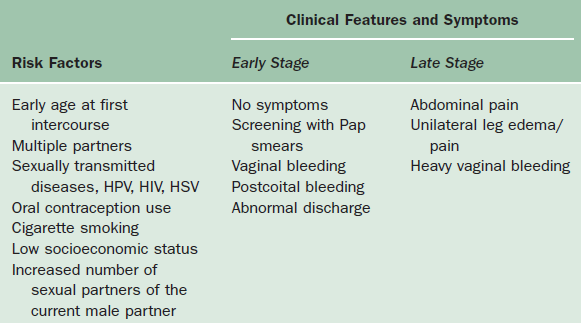 Clinical Features and Symptoms
Risk Factors
Early Stage
Late Stage
Early age at first
intercourse
Multiple partners
Sexually transmitted
diseases, HPV, HIV, HSV
Oral contraception use
Cigarette smoking
Low socioeconomic status
Increased number of
sexual partners of the
current male partner
No symptoms
Screening with Pap
smears
Vaginal bleeding
Postcoital bleeding
Abnormal discharge
Abdominal pain
Unilateral leg edema/
pain
Heavy vaginal bleeding